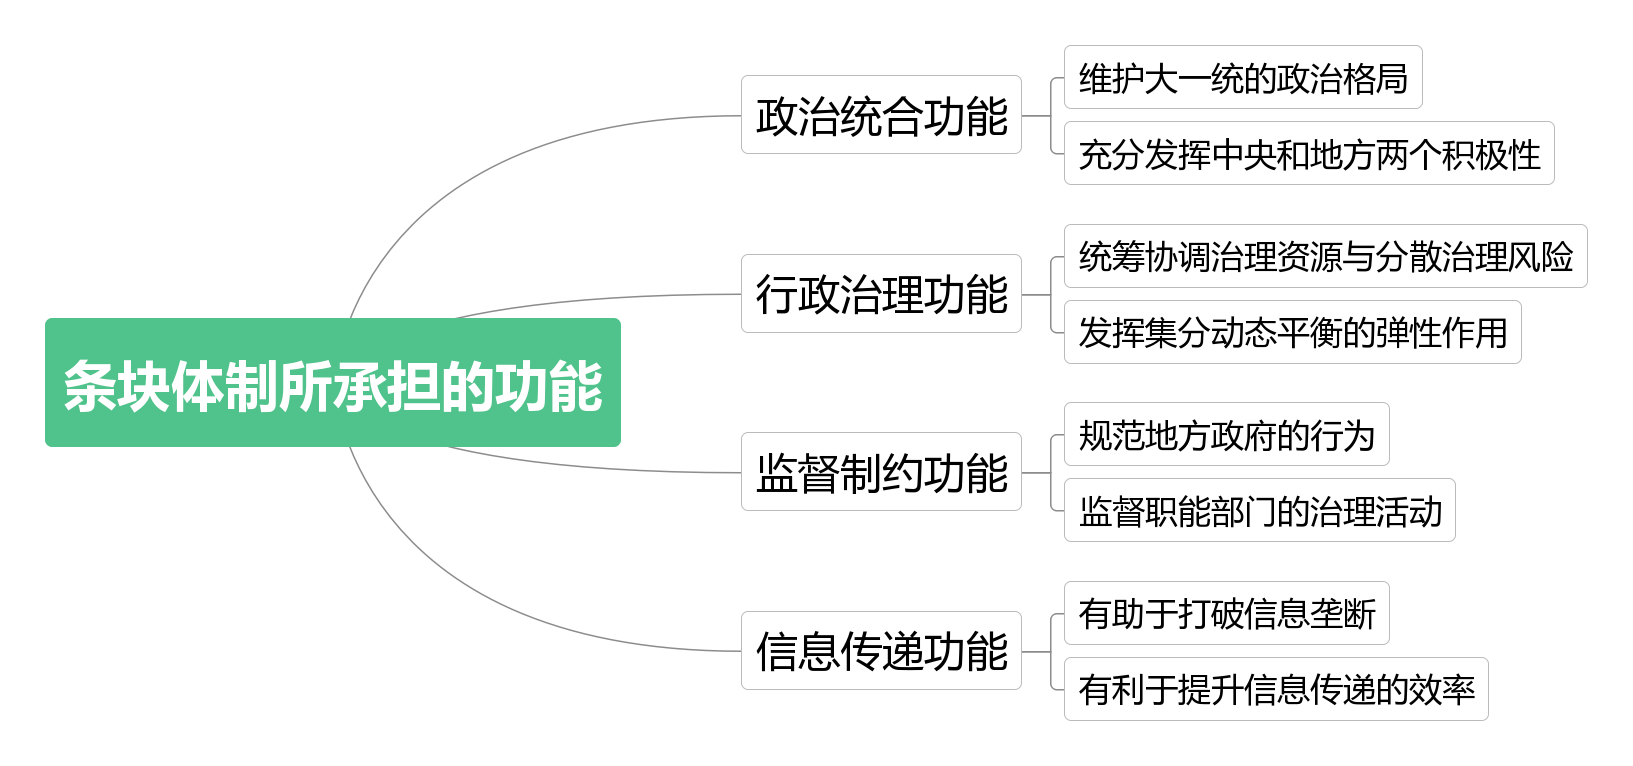 条块体制所承担的功能
政治统合功能
维护大一统的政治格局
充分发挥中央和地方两个积极性
行政治理功能
统筹协调治理资源与分散治理风险
发挥集分动态平衡的弹性作用
监督制约功能
规范地方政府的行为
监督职能部门的治理活动
信息传递功能
有助于打破信息垄断
有利于提升信息传递的效率